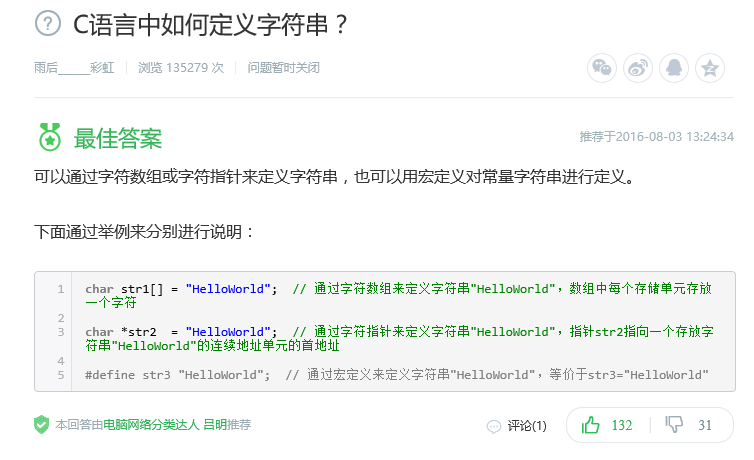 C语言中如何定义字符串？
雨后_____彩虹 浏览 135279 次 问题暂时关闭
最佳答案 推荐于2016-08-03 13:24:34
可以通过字符数组或字符指针来定义字符串，也可以用宏定义对常量字符串进行定义。
下面通过举例来分别进行说明：
1 char str1[] = "HelloWorld";  // 通过字符数组来定义字符串"HelloWorld"，数组中每个存储单元存放
一个字符
2
3 char *str2  = "HelloWorld";  // 通过字符指针来定义字符串"HelloWorld"，指针str2指向一个存放字
符串"HelloWorld"的连续地址单元的首地址
4
5 #define str3 "HelloWorld";  // 通过宏定义来定义字符串"HelloWorld"，等价于str3="HelloWorld"
本回答由电脑网络分类达人 吕明推荐 评论(1) 132 31